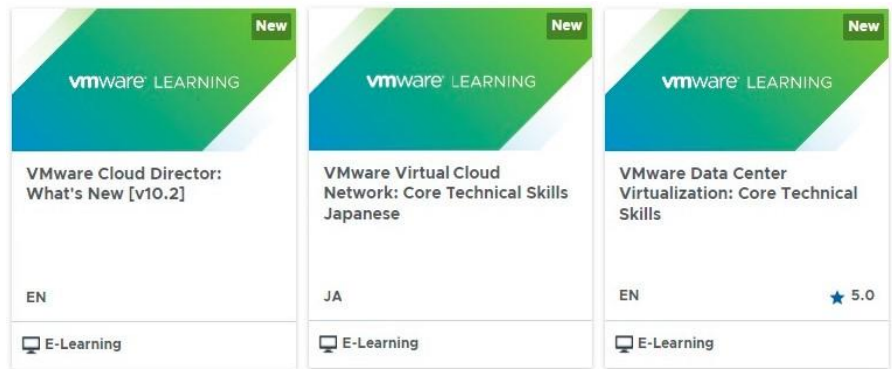 New
vmware LEARNING
VMware Cloud Director:
What's New [v10.2]
EN
E-Learning
New
vmware LEARNING
VMware Virtual Cloud
Network: Core Technical Skills
Japanese
JA
E-Learning
New
vmware LEARNING
VMware Data Center
Virtualization: Core Technical
Skills
EN
5.0
E-Learning